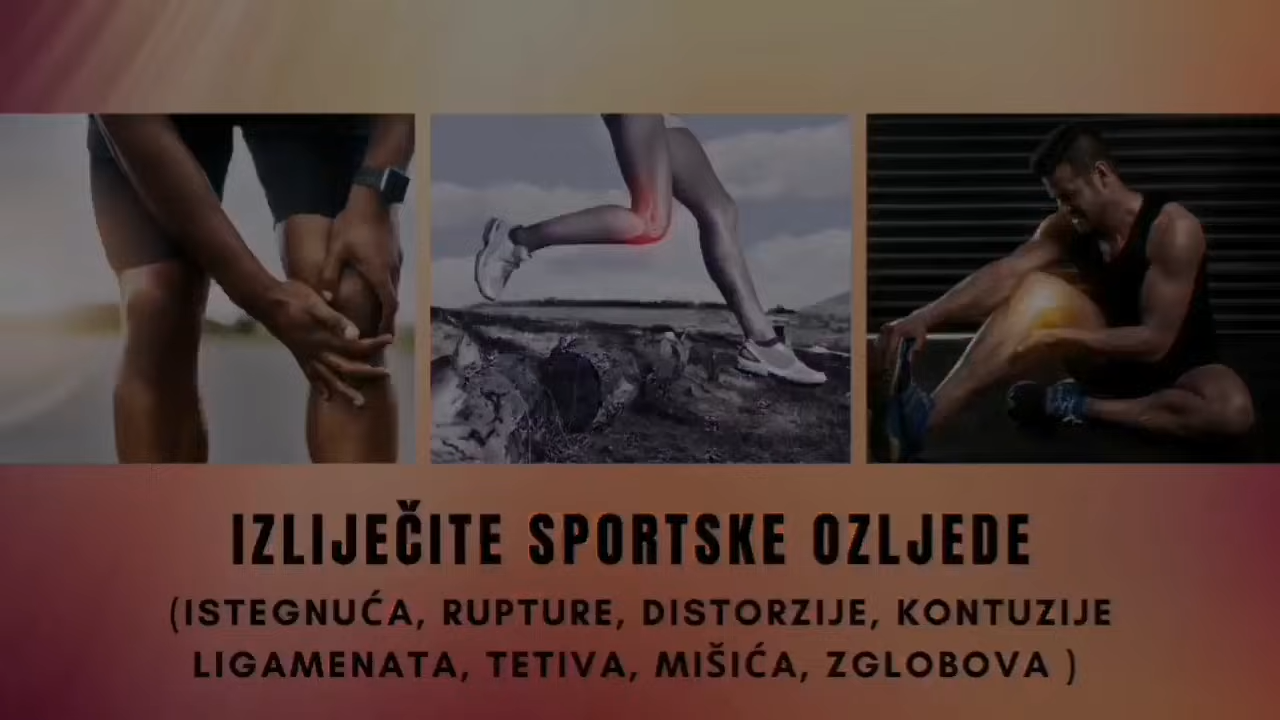 IZLIJEČITE SPORTSKE OZLJEDE
(ISTEGNUĆA, RUPTURE, DISTORZIJE, KONTUZIJE
LIGAMENATA, TETIVA, MIŠIĆA, ZGLOBOVA )